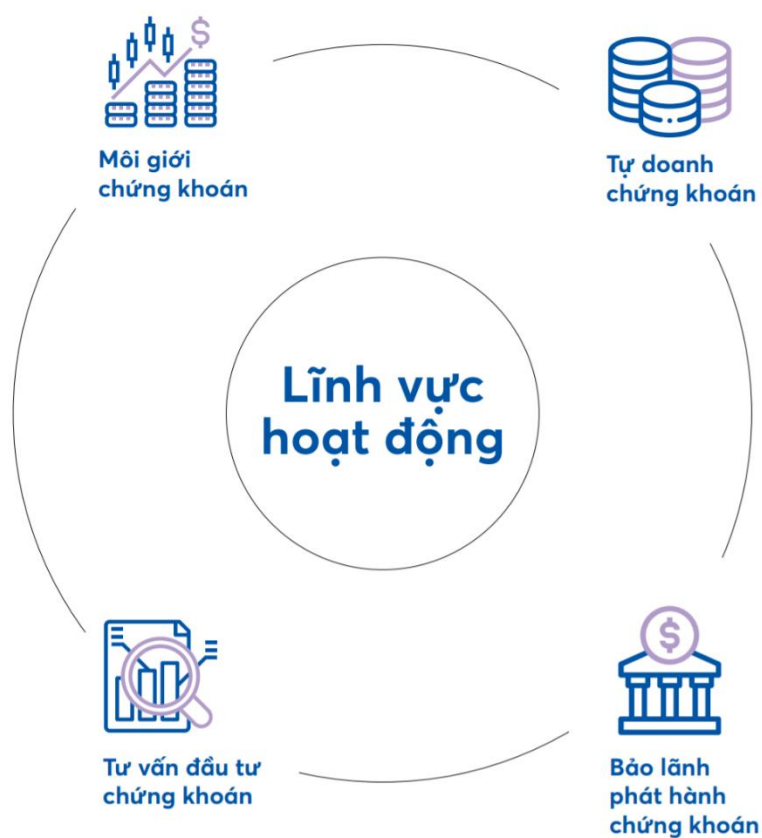 Môi giới
chứng khoán
Tự doanh
chứng khoán
Lĩnh vực
hoạt động
Tư vấn đầu tư
chứng khoán
Bảo lãnh
phát hành
chứng khoán